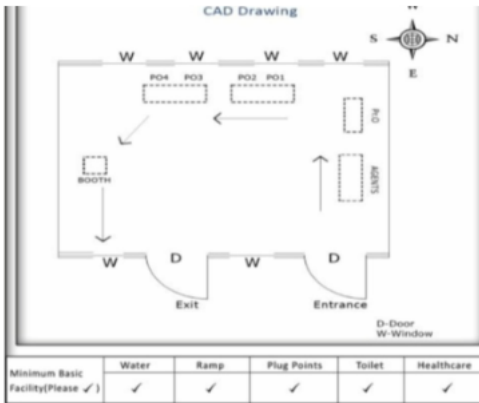 CAD Drawing
W
S N
E
W W W W
PO4 PO3 PO2 PO1
PrO
AGENTS
BOOTH
W D W D
Exit Entrance
D-Door
W-Window
Minimum Basic Facility(Please ✓)
Water Ramp Plug Points Toilet Healthcare
✓ ✓ ✓ ✓ ✓